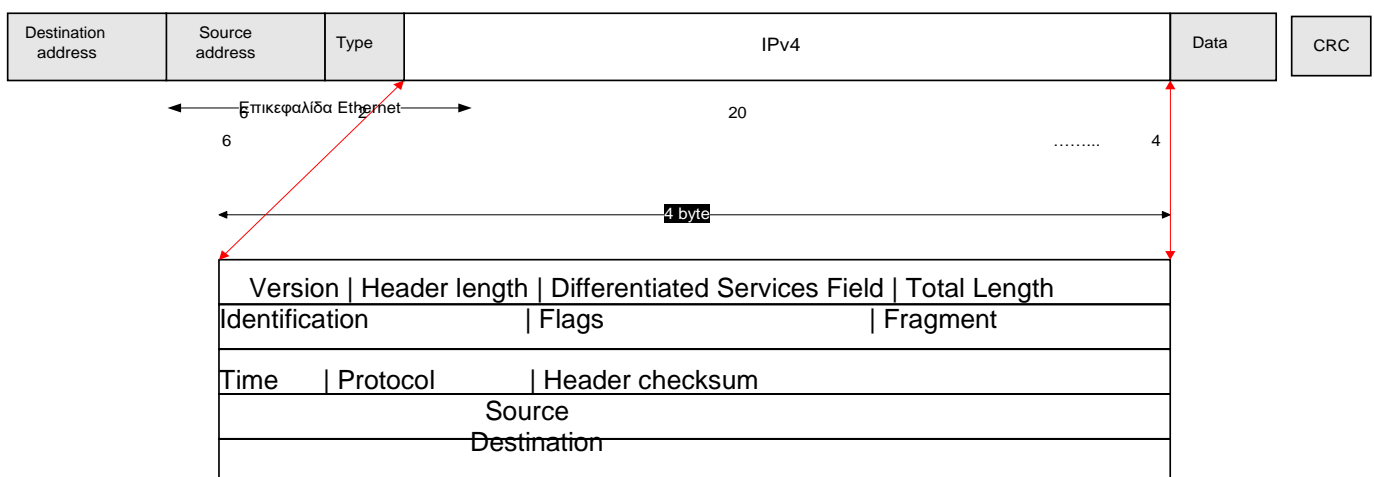 Destination address
Source address
Type
IPv4
Data
CRC
Επικεφαλίδα Ethernet
6
2
20
6
……...
4
4 byte
Version | Header length | Differentiated Services Field | Total Length
Identification | Flags | Fragment
Time | Protocol | Header checksum
Source
Destination